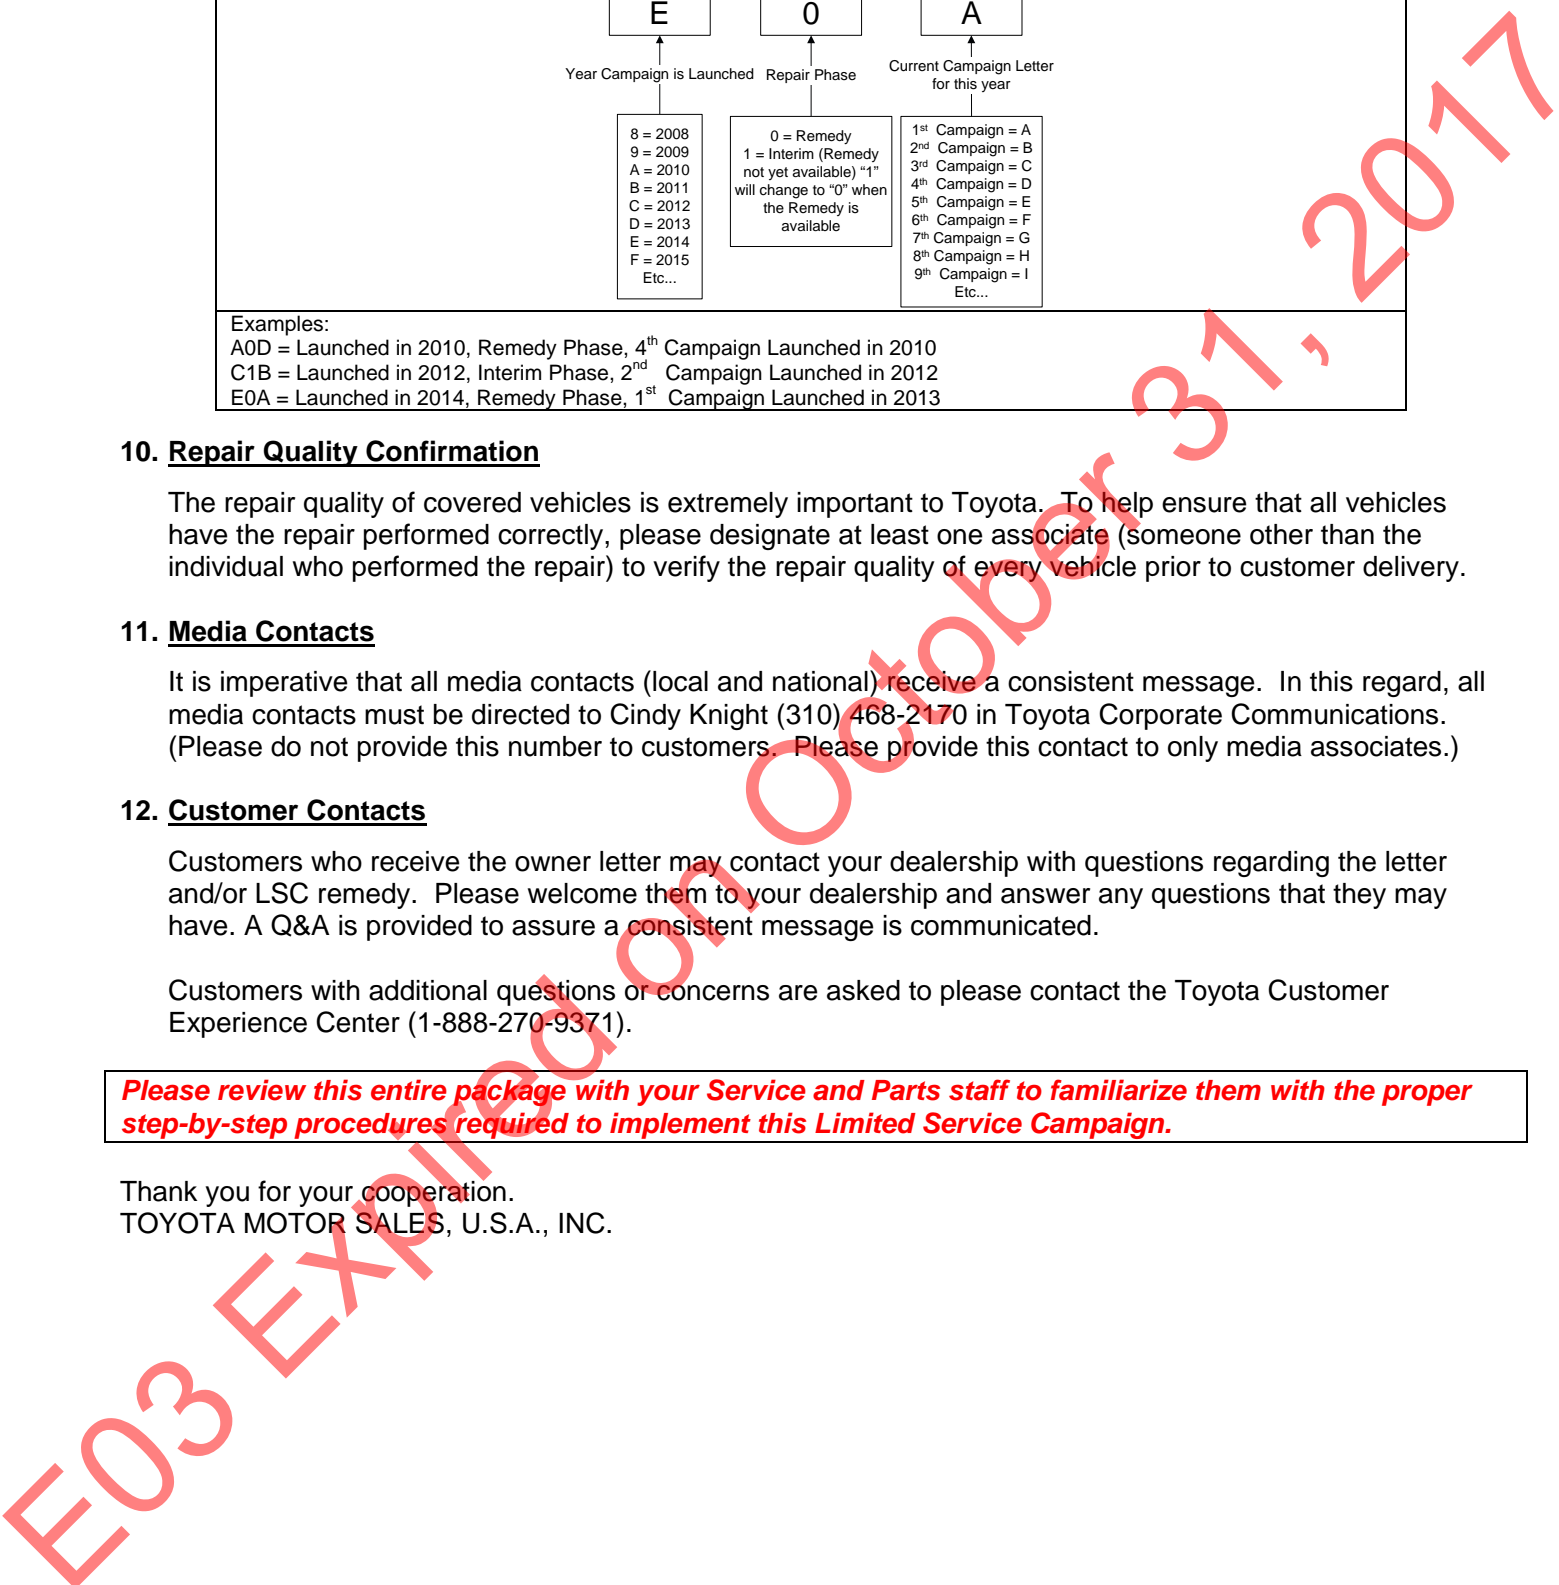 E 0 A
Year Campaign is Launched
Repair Phase
Current Campaign Letter
for this year
8 = 2008
9 = 2009
A = 2010
B = 2011
C = 2012
D = 2013
E = 2014
F = 2015
Etc...
0 = Remedy
1 = Interim (Remedy
not yet available) “1”
will change to “0” when
the Remedy is
available
1st Campaign = A
2nd Campaign = B
3rd Campaign = C
4th Campaign = D
5th Campaign = E
6th Campaign = F
7th Campaign = G
8th Campaign = H
9th Campaign = I
Etc...
Examples:
A0D = Launched in 2010, Remedy Phase, 4th Campaign Launched in 2010
C1B = Launched in 2012, Interim Phase, 2nd Campaign Launched in 2012
E0A = Launched in 2014, Remedy Phase, 1st Campaign Launched in 2013
10. Repair Quality Confirmation
The repair quality of covered vehicles is extremely important to Toyota. To help ensure that all vehicles
have the repair performed correctly, please designate at least one associate (someone other than the
individual who performed the repair) to verify the repair quality of every vehicle prior to customer delivery.
11. Media Contacts
It is imperative that all media contacts (local and national) receive a consistent message. In this regard, all
media contacts must be directed to Cindy Knight (310) 468-2170 in Toyota Corporate Communications.
(Please do not provide this number to customers. Please provide this contact to only media associates.)
12. Customer Contacts
Customers who receive the owner letter may contact your dealership with questions regarding the letter
and/or LSC remedy. Please welcome them to your dealership and answer any questions that they may
have. A Q&A is provided to assure a consistent message is communicated.
Customers with additional questions or concerns are asked to please contact the Toyota Customer
Experience Center (1-888-270-9371).
Please review this entire package with your Service and Parts staff to familiarize them with the proper
step-by-step procedures required to implement this Limited Service Campaign.
Thank you for your cooperation.
TOYOTA MOTOR SALES, U.S.A., INC.
E03 Expired on October 31, 2017